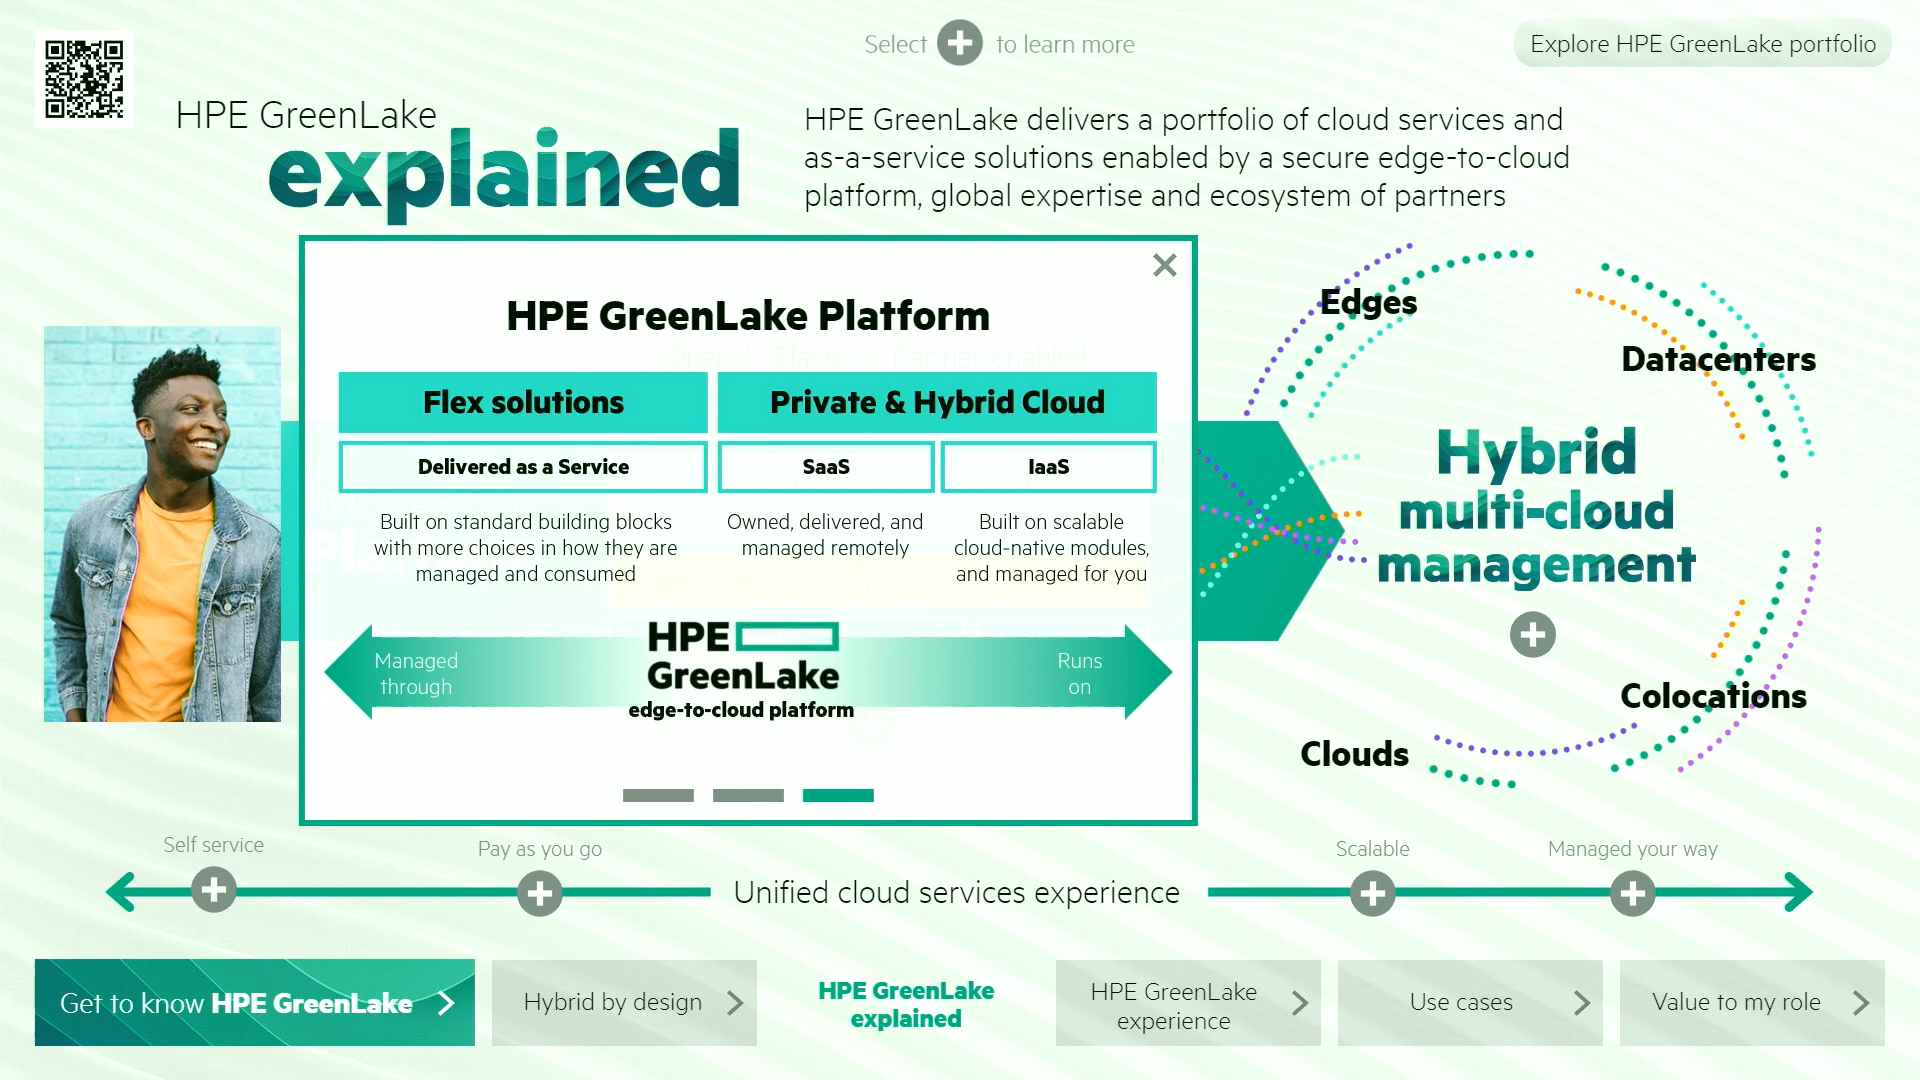 Select + to learn more
Explore HPE GreenLake portfolio
HPE GreenLake
explained
HPE GreenLake delivers a portfolio of cloud services and
as-a-service solutions enabled by a secure edge-to-cloud
platform, global expertise and ecosystem of partners
HPE GreenLake Platform
Open | Elastic | Partner-enabled
Flex solutions
Private & Hybrid Cloud
Delivered as a Service
SaaS
IaaS
Built on standard building blocks
with more choices in how they are
managed and consumed
Owned, delivered, and
managed remotely
Built on scalable
cloud-native modules,
and managed for you
Managed
through
HPE
GreenLake
edge-to-cloud platform
Runs
on
Edges
Datacenters
Hybrid
multi-cloud
management
Colocations
Clouds
Self service
Pay as you go
Unified cloud services experience
Scalable
Managed your way
Get to know HPE GreenLake
Hybrid by design
HPE GreenLake
explained
HPE GreenLake
experience
Use cases
Value to my role